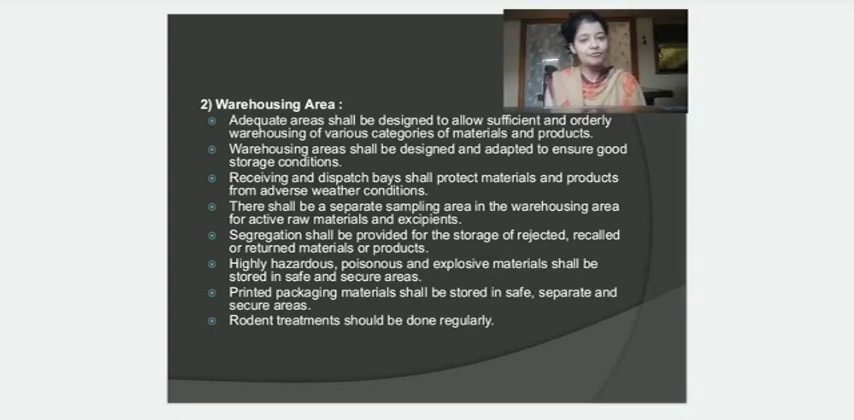 2) Warehousing Area :
Adequate areas shall be designed to allow sufficient and orderly
warehousing of various categories of materials and products.
Warehousing areas shall be designed and adapted to ensure good
storage conditions.
Receiving and dispatch bays shall protect materials and products
from adverse weather conditions.
There shall be a separate sampling area in the warehousing area
for active raw materials and excipients.
Segregation shall be provided for the storage of rejected, recalled
or returned materials or products.
Highly hazardous, poisonous and explosive materials shall be
stored in safe and secure areas.
Printed packaging materials shall be stored in safe, separate and
secure areas.
Rodent treatments should be done regularly.